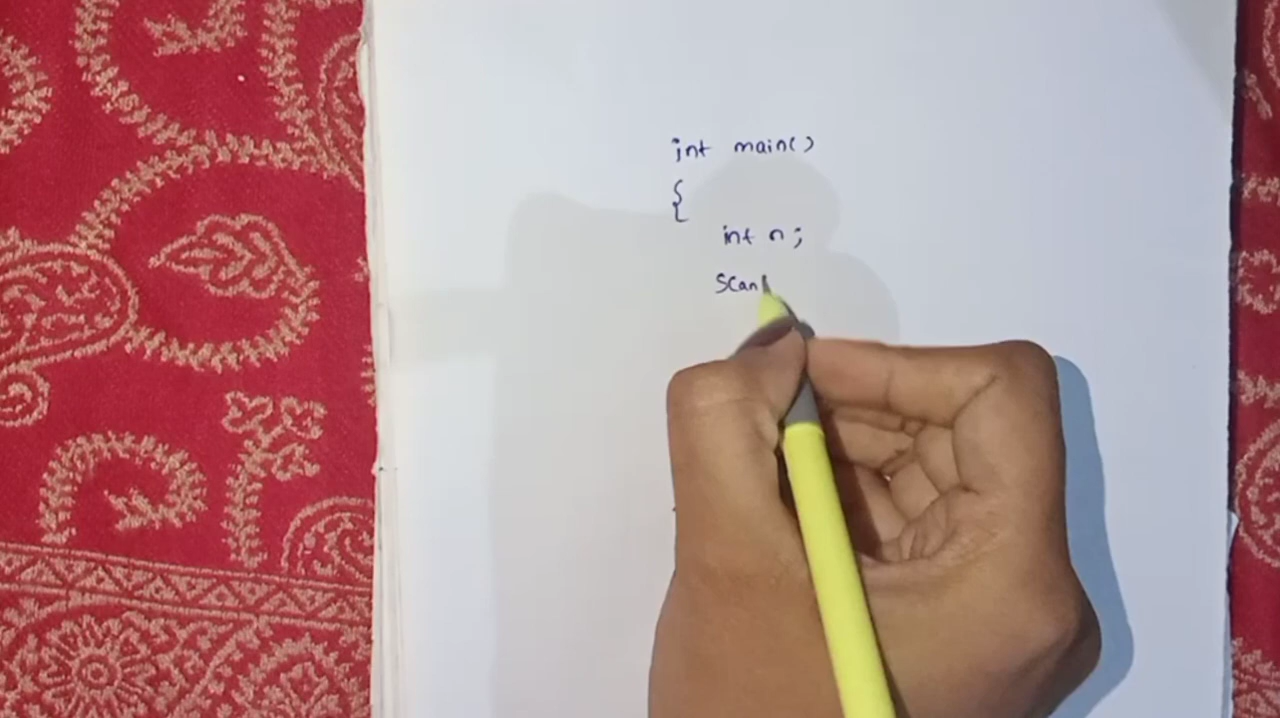 int main()
{
int n;
Scan